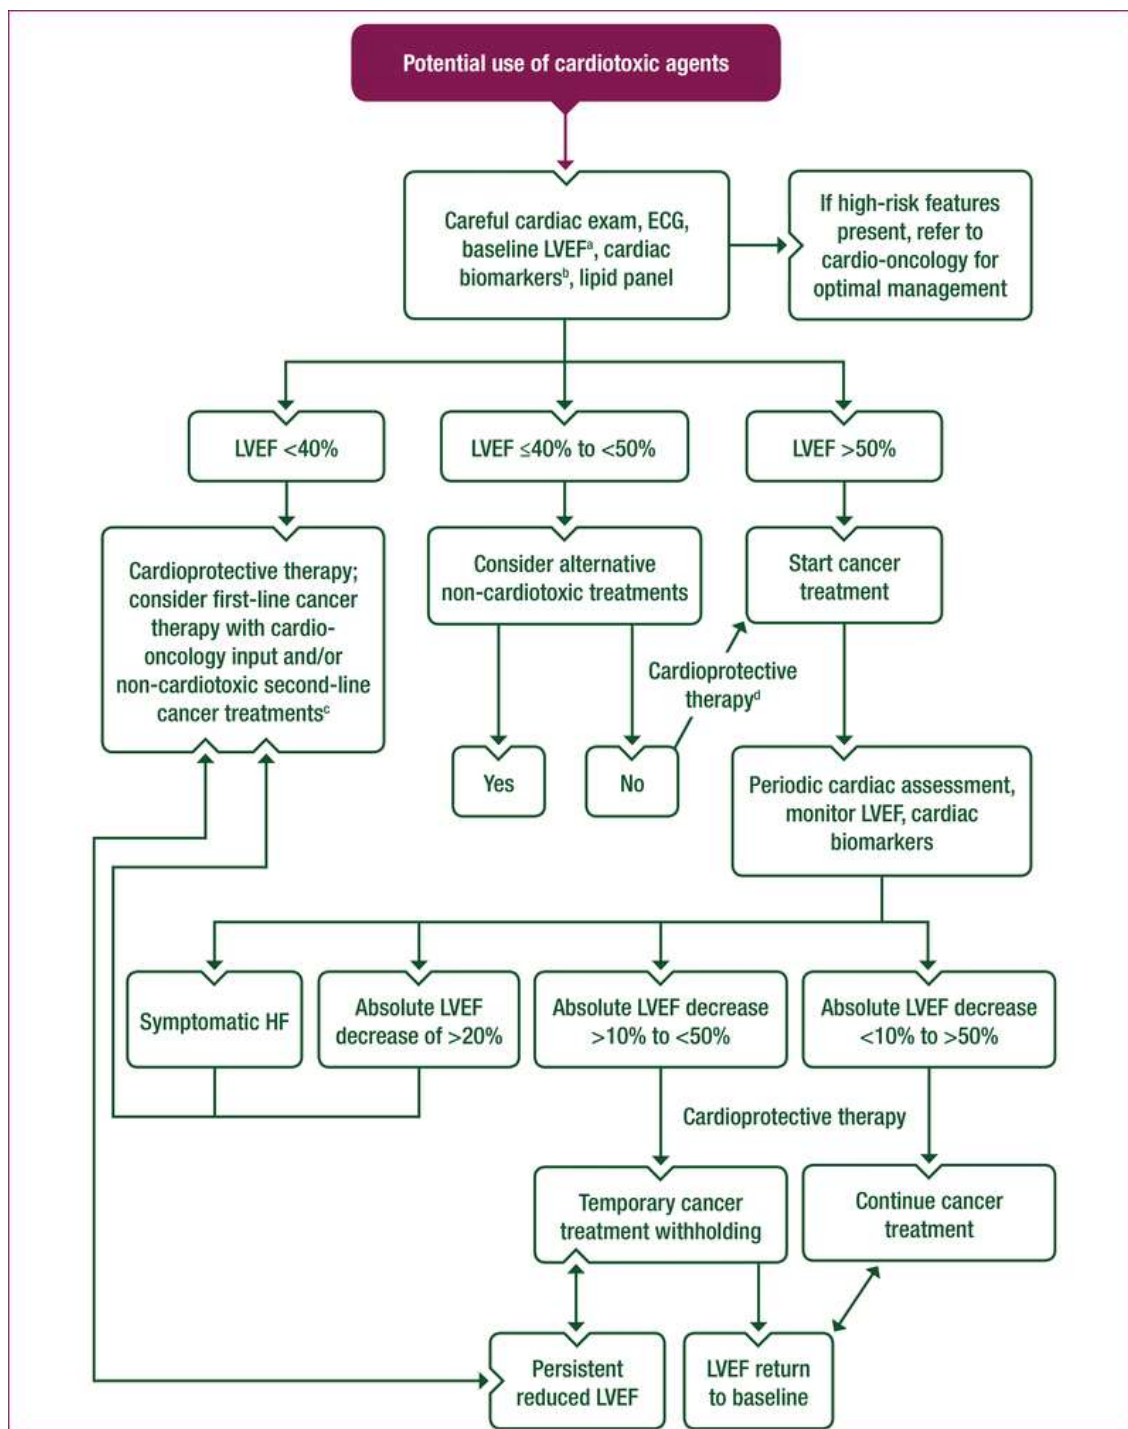 Potential use of cardiotoxic agents
Careful cardiac exam, ECG,
baseline LVEFᵃ, cardiac
biomarkersᵇ, lipid panel
If high-risk features
present, refer to
cardio-oncology for
optimal management
LVEF <40%
LVEF ≤40% to <50%
LVEF >50%
Cardioprotective therapy;
consider first-line cancer
therapy with cardio-
oncology input and/or
non-cardiotoxic second-line
cancer treatmentsᶜ
Consider alternative
non-cardiotoxic treatments
Start cancer
treatment
Cardioprotective
therapyᵈ
Yes
No
Periodic cardiac assessment,
monitor LVEF, cardiac
biomarkers
Symptomatic HF
Absolute LVEF
decrease of >20%
Absolute LVEF decrease
>10% to <50%
Absolute LVEF decrease
<10% to >50%
Cardioprotective therapy
Temporary cancer
treatment withholding
Continue cancer
treatment
Persistent
reduced LVEF
LVEF return
to baseline